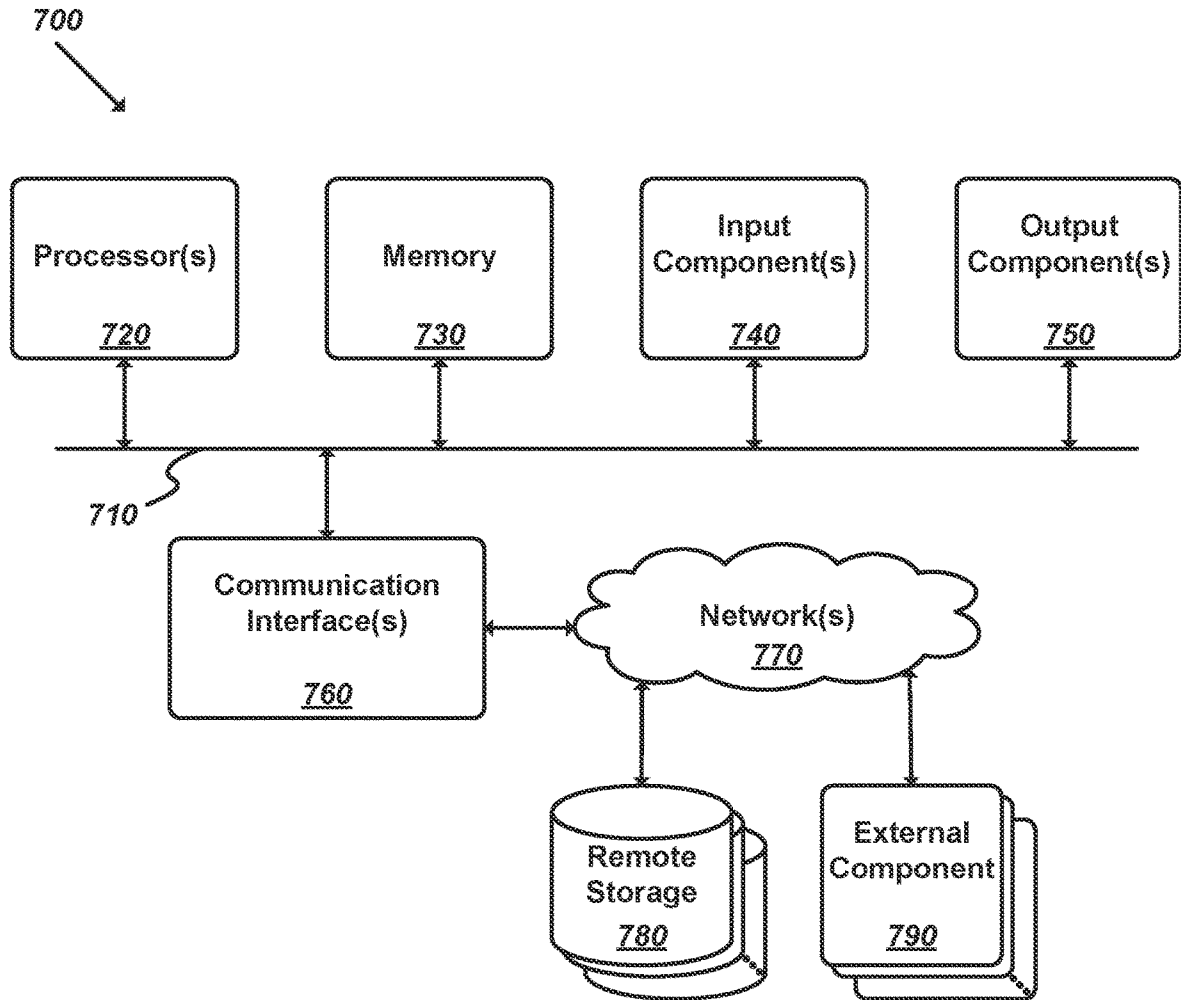 700
Processor(s)
720
Memory
730
Input
Component(s)
740
Output
Component(s)
750
710
Communication
Interface(s)
760
Network(s)
770
Remote
Storage
780
External
Component
790